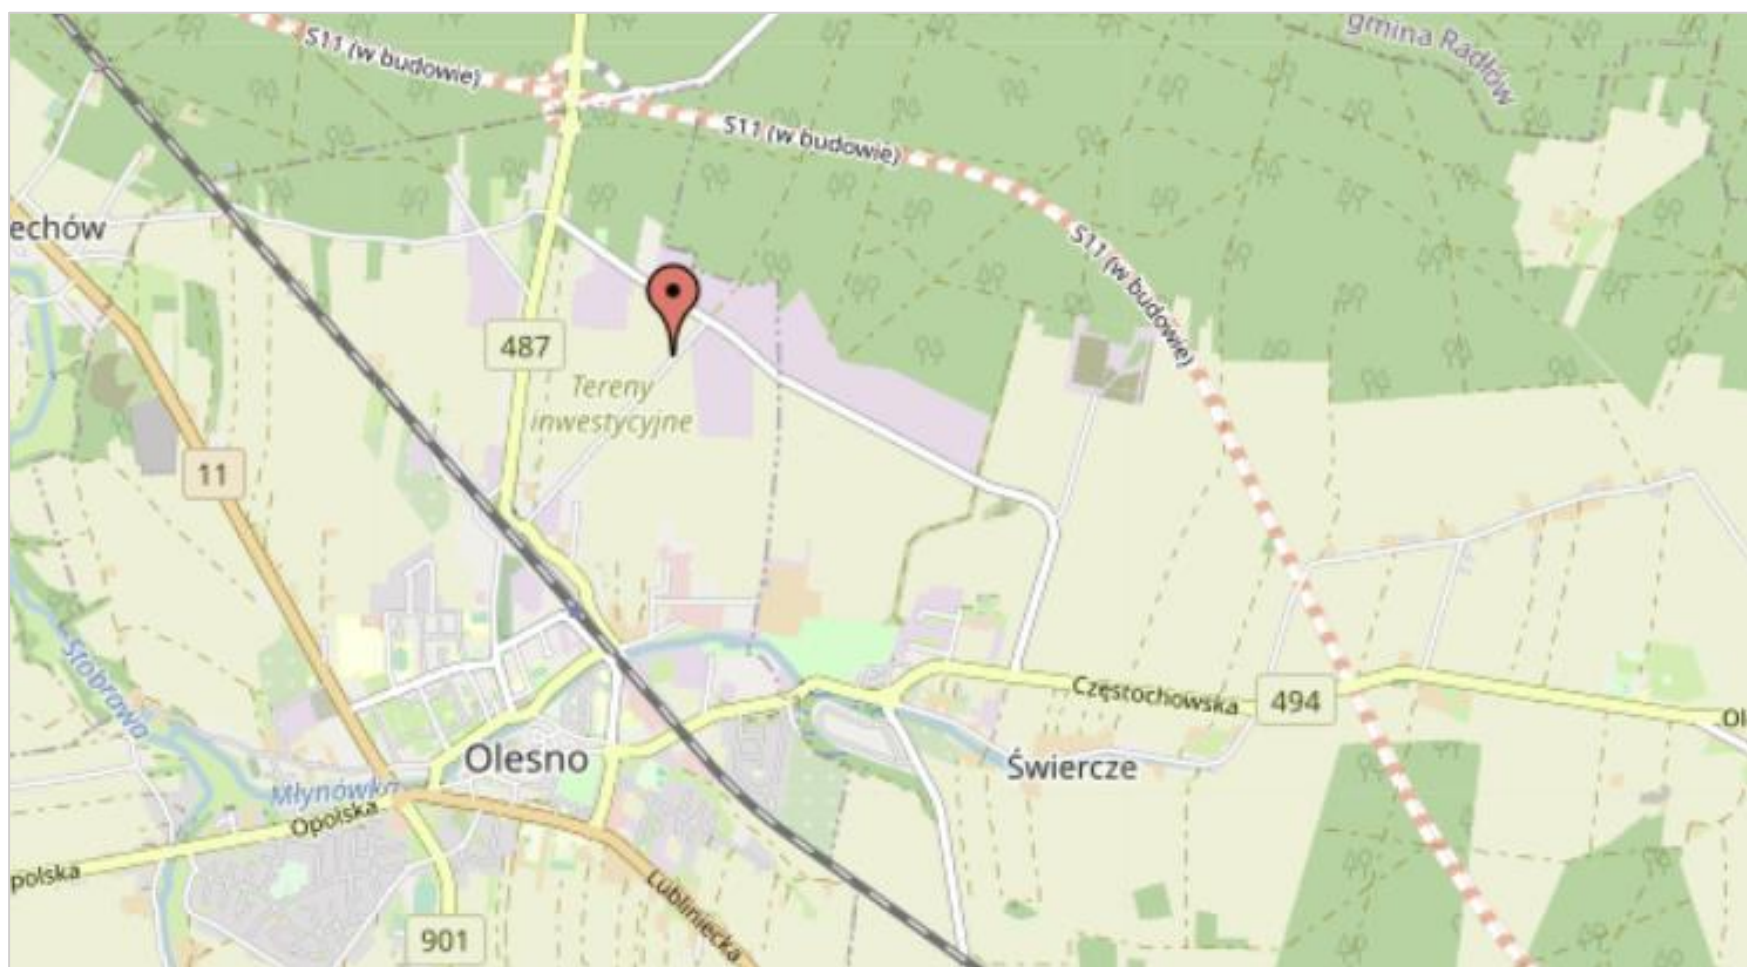 S11 (w budowie)
gmina Radłów
S11 (w budowie)
echów
S11 (w budowie)
487
Tereny
inwestycyjne
11
Stobrawa
Częstochowska
494
Ol
Olesno
Świercze
Młynówka
Opolska
polska
Lubliniecka
901